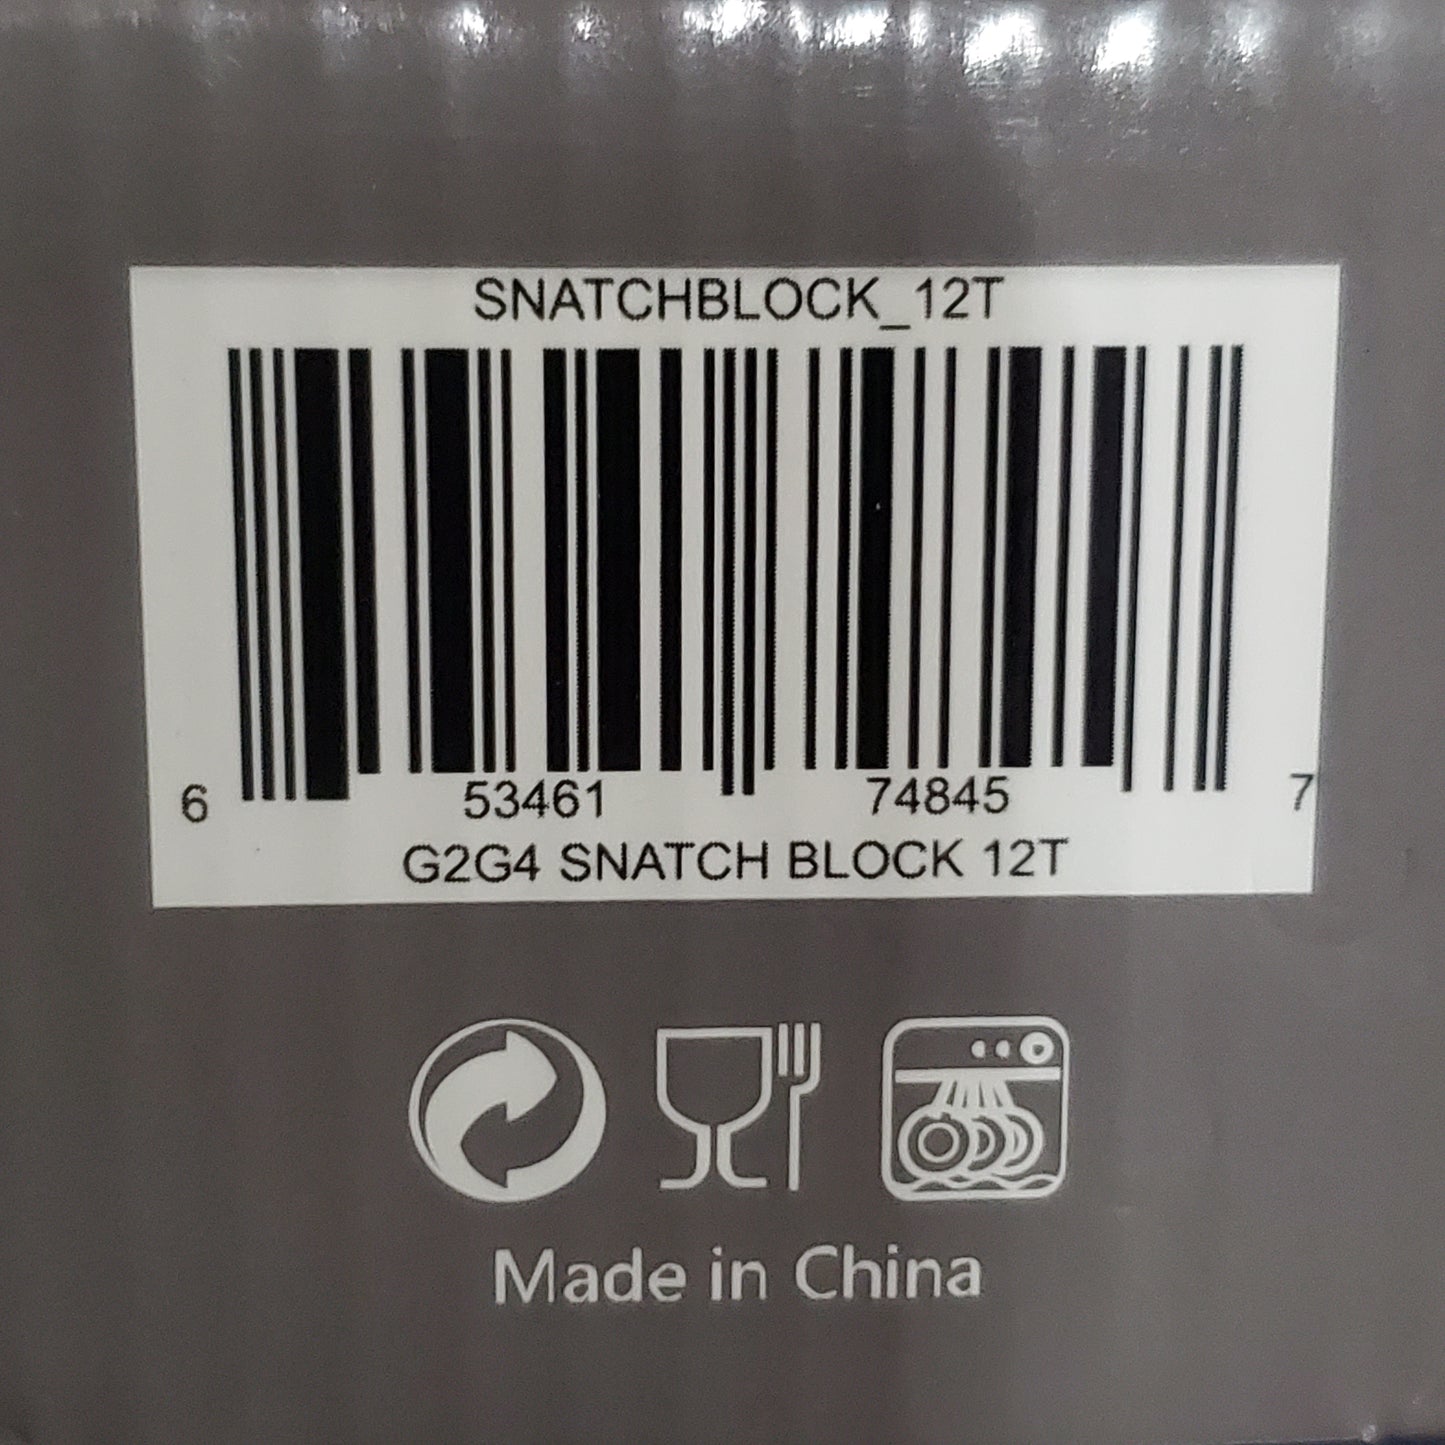 SNATCHBLOCK_12T
6 53461 74845 7
G2G4 SNATCH BLOCK 12T
Made in China